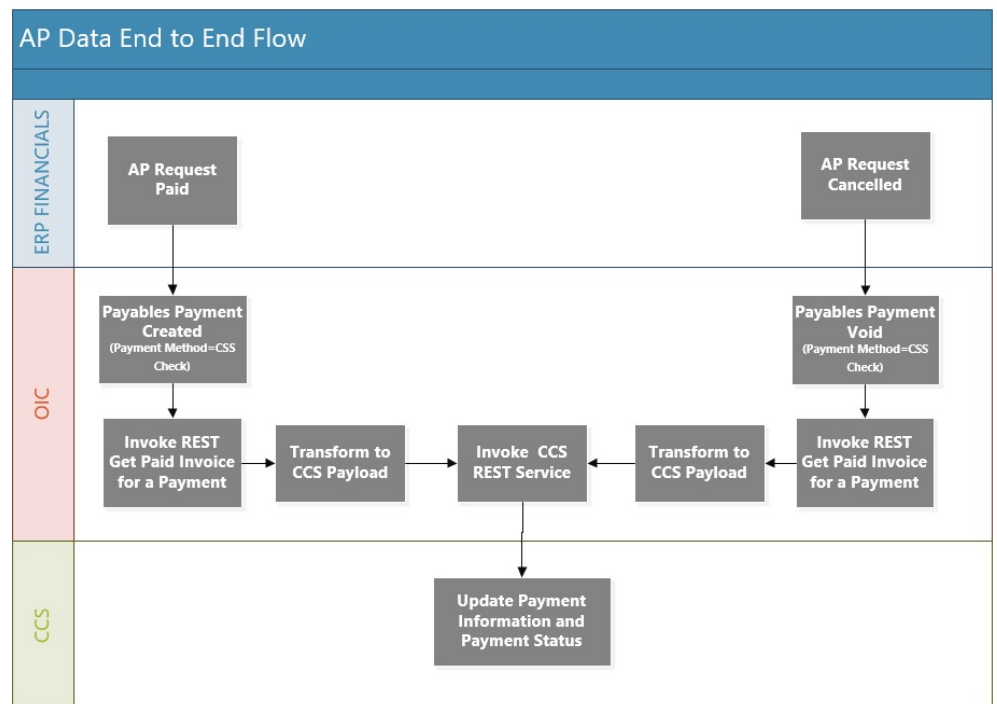 AP Data End to End Flow
ERP FINANCIALS
AP Request
Paid
AP Request
Cancelled
OIC
Payables Payment
Created
(Payment Method=CSS
Check)
Payables Payment
Void
(Payment Method=CSS
Check)
Invoke REST
Get Paid Invoice
for a Payment
Transform to
CCS Payload
Invoke CCS
REST Service
Transform to
CCS Payload
Invoke REST
Get Paid Invoice
for a Payment
CCS
Update Payment
Information and
Payment Status